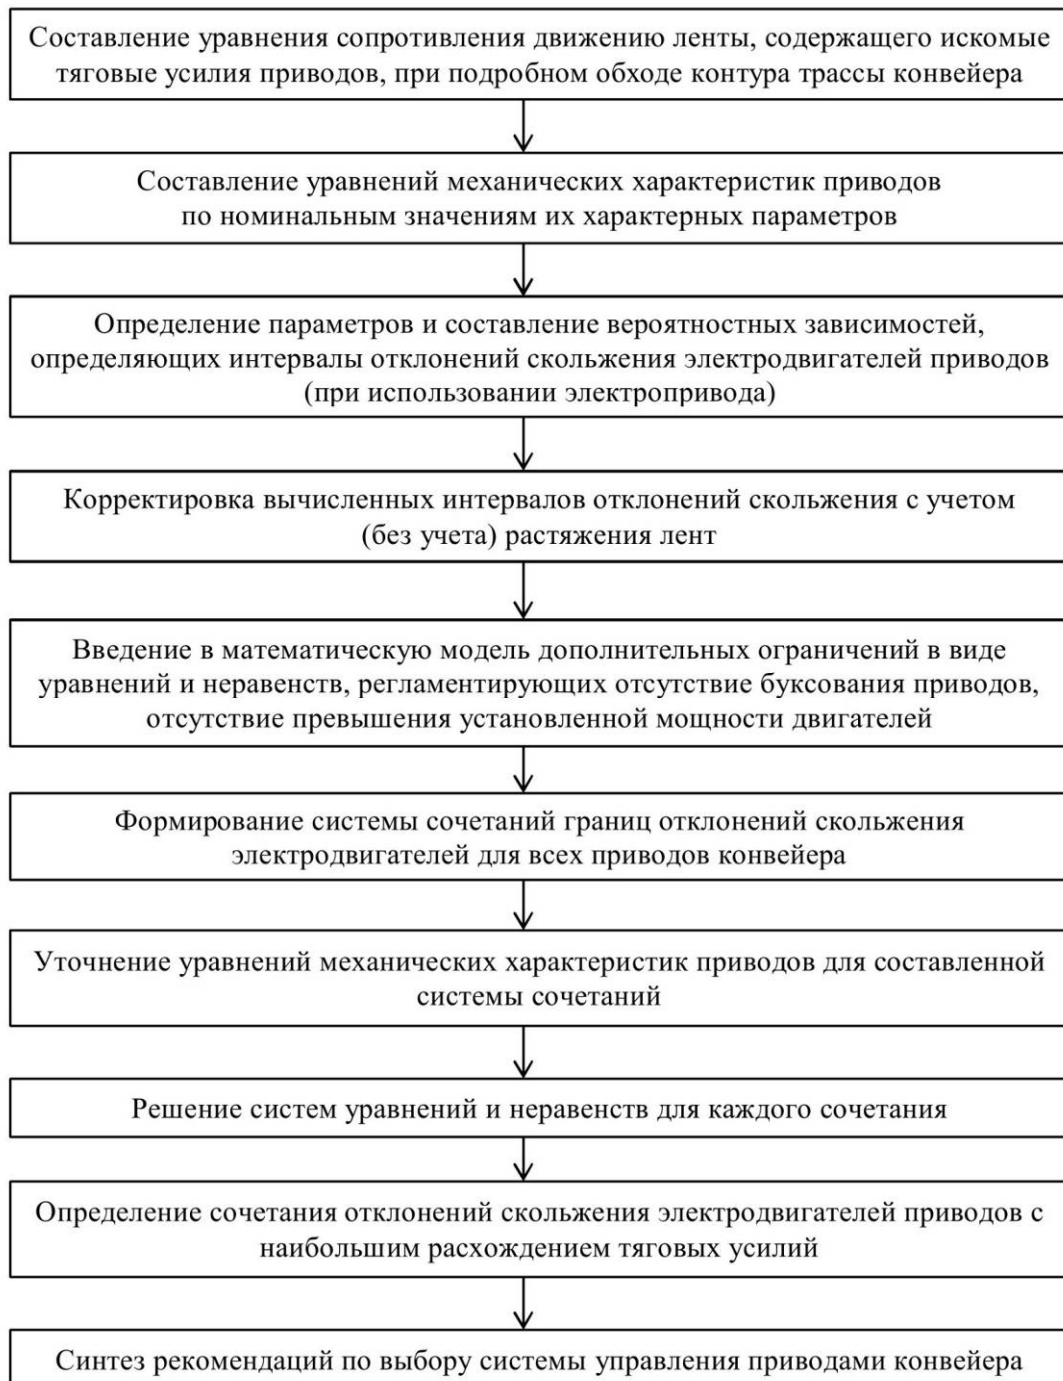 Составление уравнения сопротивления движению ленты, содержащего искомые
тяговые усилия приводов, при подробном обходе контура трассы конвейера
Составление уравнений механических характеристик приводов
по номинальным значениям их характерных параметров
Определение параметров и составление вероятностных зависимостей,
определяющих интервалы отклонений скольжения электродвигателей приводов
(при использовании электропривода)
Корректировка вычисленных интервалов отклонений скольжения с учетом
(без учета) растяжения лент
Введение в математическую модель дополнительных ограничений в виде
уравнений и неравенств, регламентирующих отсутствие буксования приводов,
отсутствие превышения установленной мощности двигателей
Формирование системы сочетаний границ отклонений скольжения
электродвигателей для всех приводов конвейера
Уточнение уравнений механических характеристик приводов для составленной
системы сочетаний
Решение систем уравнений и неравенств для каждого сочетания
Определение сочетания отклонений скольжения электродвигателей приводов с
наибольшим расхождением тяговых усилий
Синтез рекомендаций по выбору системы управления приводами конвейера